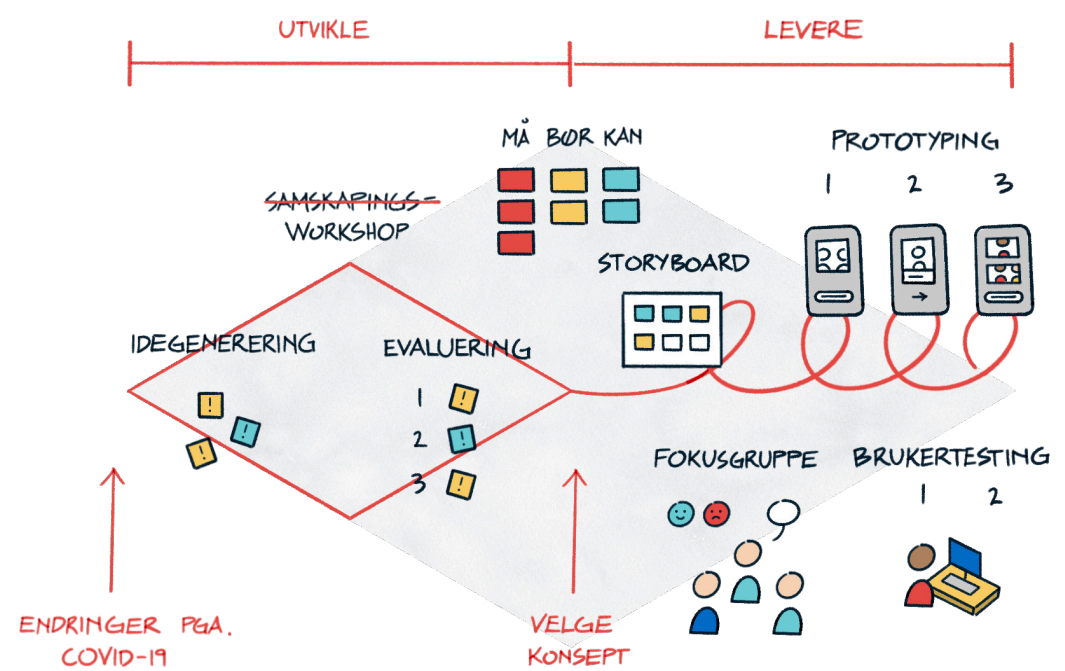 UTVIKLE
LEVERE
MÅ BØR KAN
PROTOTYPING
1 2 3
SAMSKAPINGS-
WORKSHOP
STORYBOARD
IDEGENERERING
EVALUERING
!
!
!
1 !
2 !
3 !
FOKUSGRUPPE
BRUKERTESTING
1 2
ENDRINGER PGA.
COVID-19
VELGE
KONSEPT